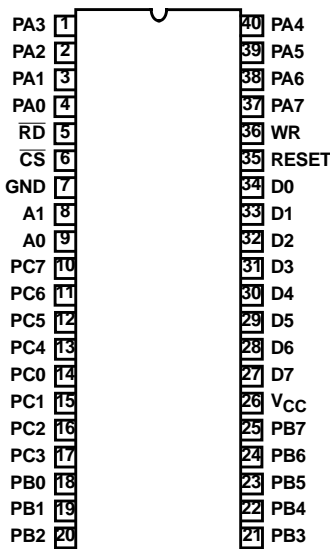 PA3 1 40 PA4
PA2 2 39 PA5
PA1 3 38 PA6
PA0 4 37 PA7
R̅D̅ 5 36 WR
C̅S̅ 6 35 RESET
GND 7 34 D0
A1 8 33 D1
A0 9 32 D2
PC7 10 31 D3
PC6 11 30 D4
PC5 12 29 D5
PC4 13 28 D6
PC0 14 27 D7
PC1 15 26 VCC
PC2 16 25 PB7
PC3 17 24 PB6
PB0 18 23 PB5
PB1 19 22 PB4
PB2 20 21 PB3